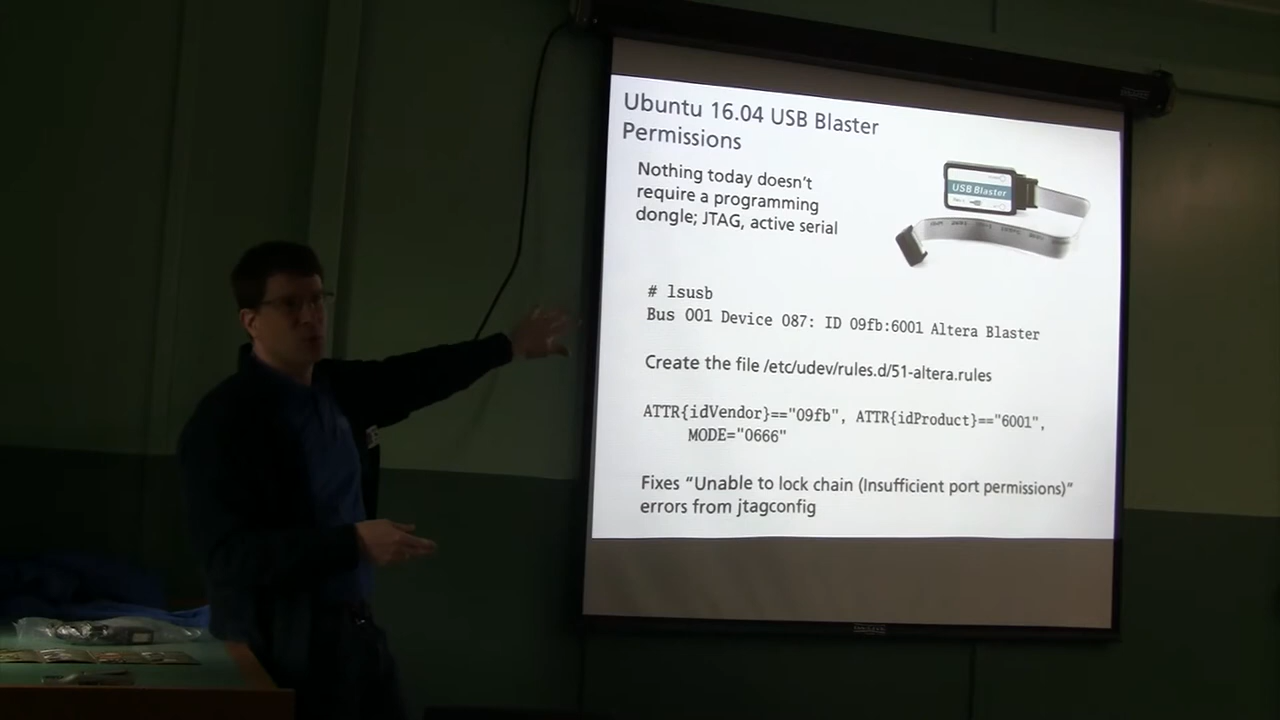 Ubuntu 16.04 USB Blaster
Permissions
Nothing today doesn't
require a programming
dongle; JTAG, active serial
USB Blaster
# lsusb
Bus 001 Device 087: ID 09fb:6001 Altera Blaster
Create the file /etc/udev/rules.d/51-altera.rules
ATTR{idVendor}=="09fb", ATTR{idProduct}=="6001",
MODE="0666"
Fixes “Unable to lock chain (Insufficient port permissions)”
errors from jtagconfig